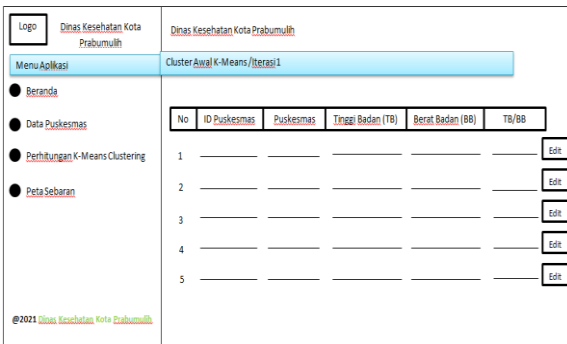 Logo
Dinas Kesehatan Kota
Prabumulih
Menu Aplikasi
Beranda
Data Puskesmas
Perhitungan K-Means Clustering
Peta Sebaran
@2021 Dinas Kesehatan Kota Prabumulih
Dinas Kesehatan Kota Prabumulih
Cluster Awal K-Means /Iterasi1
No ID Puskesmas Puskesmas Tinggi Badan (TB) Berat Badan (BB) TB/BB
1 Edit
2 Edit
3 Edit
4 Edit
5 Edit